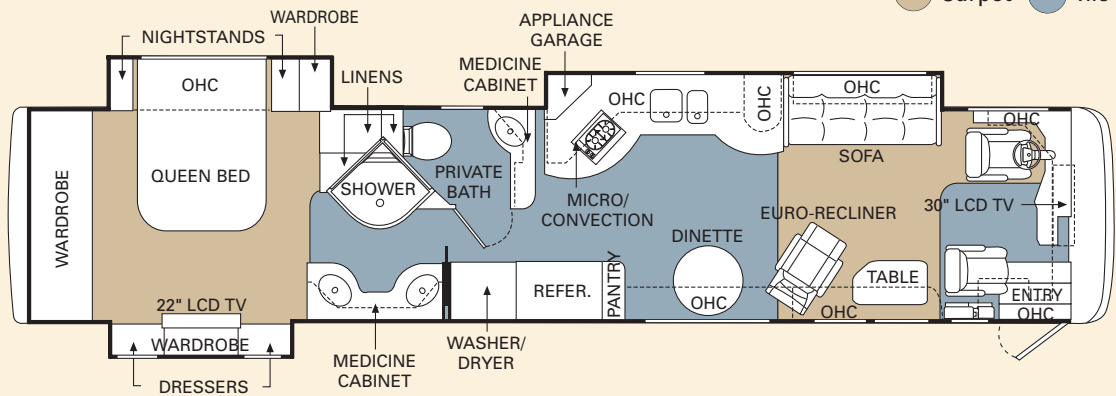 Carpet
Tile
WARDROBE
NIGHTSTANDS
APPLIANCE
GARAGE
MEDICINE
CABINET
LINENS
OHC
OHC
OHC
OHC
OHC
QUEEN BED
WARDROBE
SHOWER
PRIVATE
BATH
MICRO/
CONVECTION
SOFA
EURO-RECLINER
30" LCD TV
DINETTE
OHC
PANTRY
REFER.
TABLE
OHC
ENTRY
OHC
22" LCD TV
WARDROBE
DRESSERS
MEDICINE
CABINET
WASHER/
DRYER